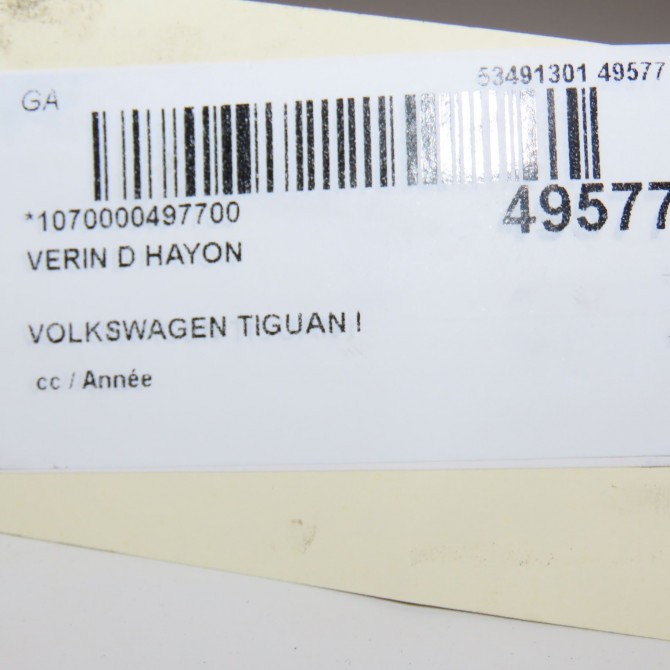 53491301 49577
GA
*1070000497700
49577
VERIN D HAYON
VOLKSWAGEN TIGUAN I
cc / Année